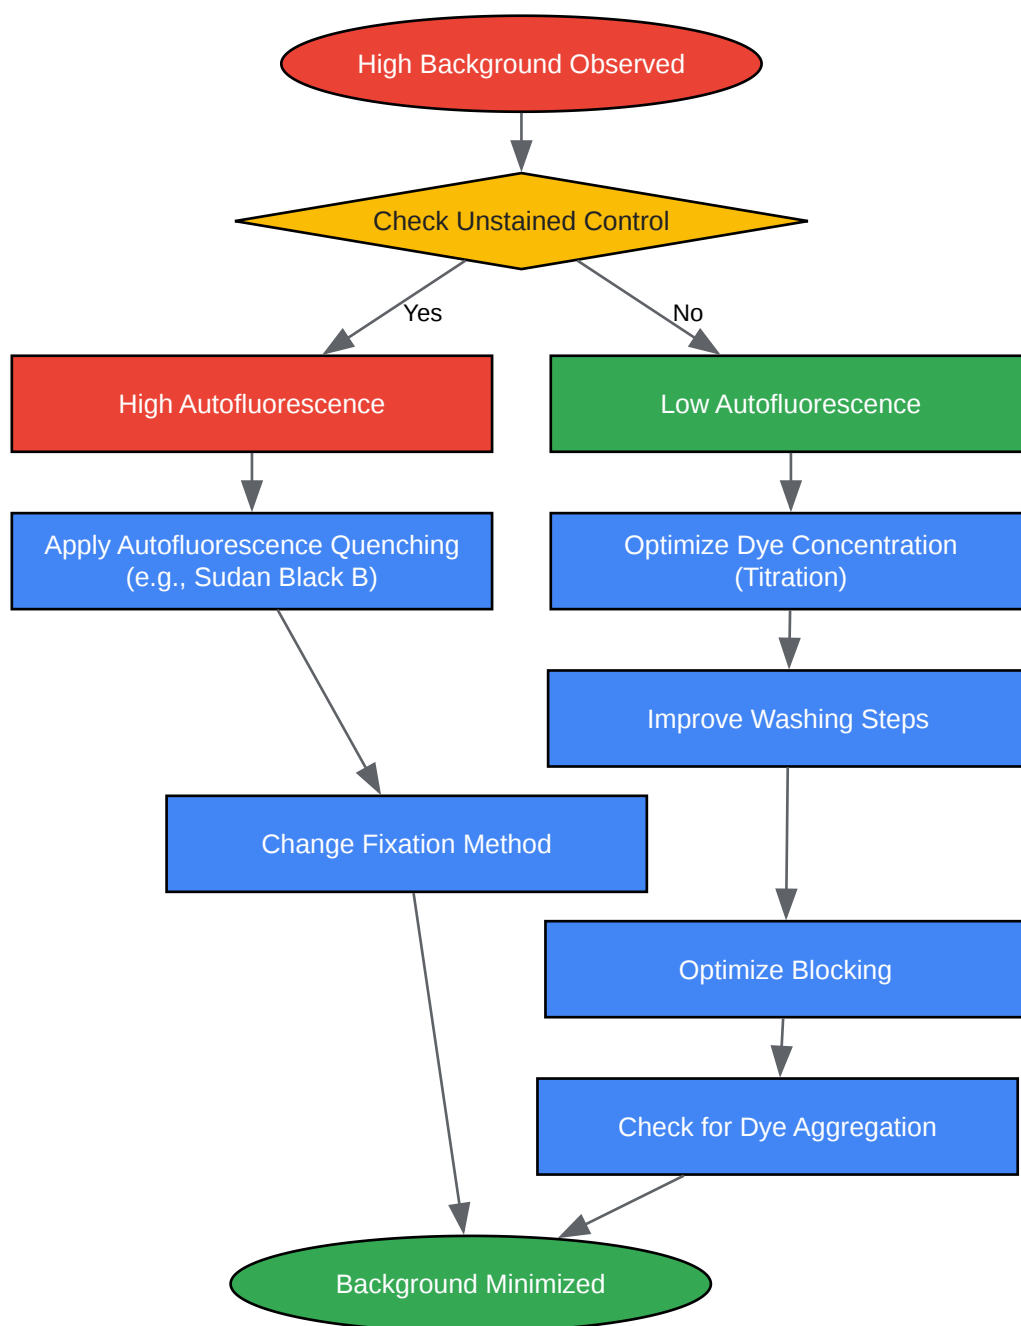 High Background Observed
Check Unstained Control
Yes
No
High Autofluorescence
Low Autofluorescence
Apply Autofluorescence Quenching
(e.g., Sudan Black B)
Optimize Dye Concentration
(Titration)
Improve Washing Steps
Change Fixation Method
Optimize Blocking
Check for Dye Aggregation
Background Minimized